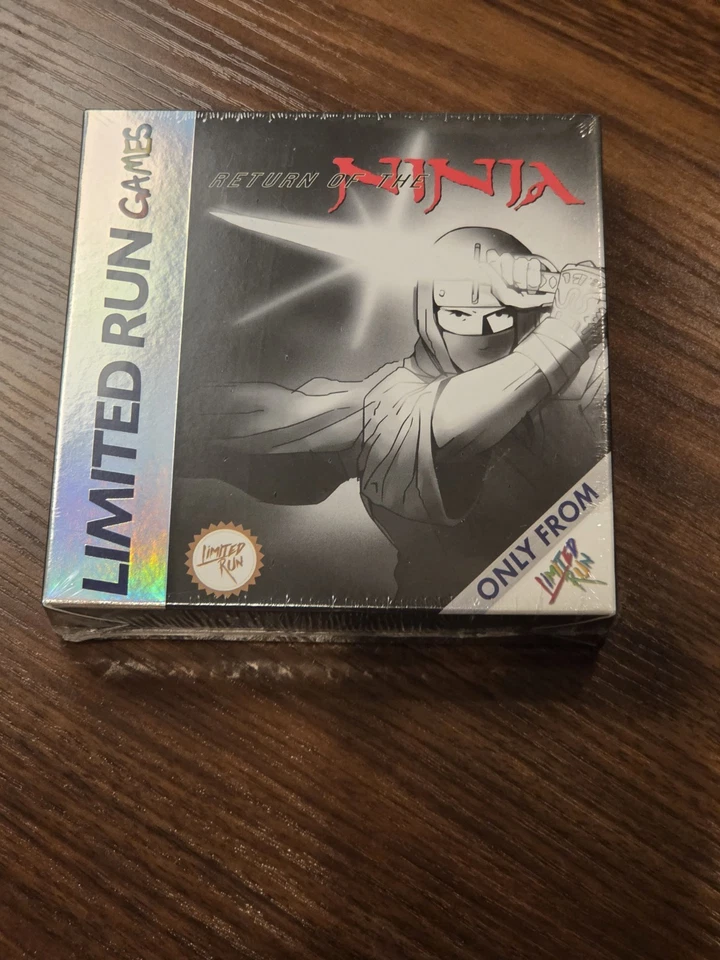 LIMITED RUN GAMES
RETURN OF THE
NINJA
LIMITED
RUN
ONLY FROM
LIMITED
RUN